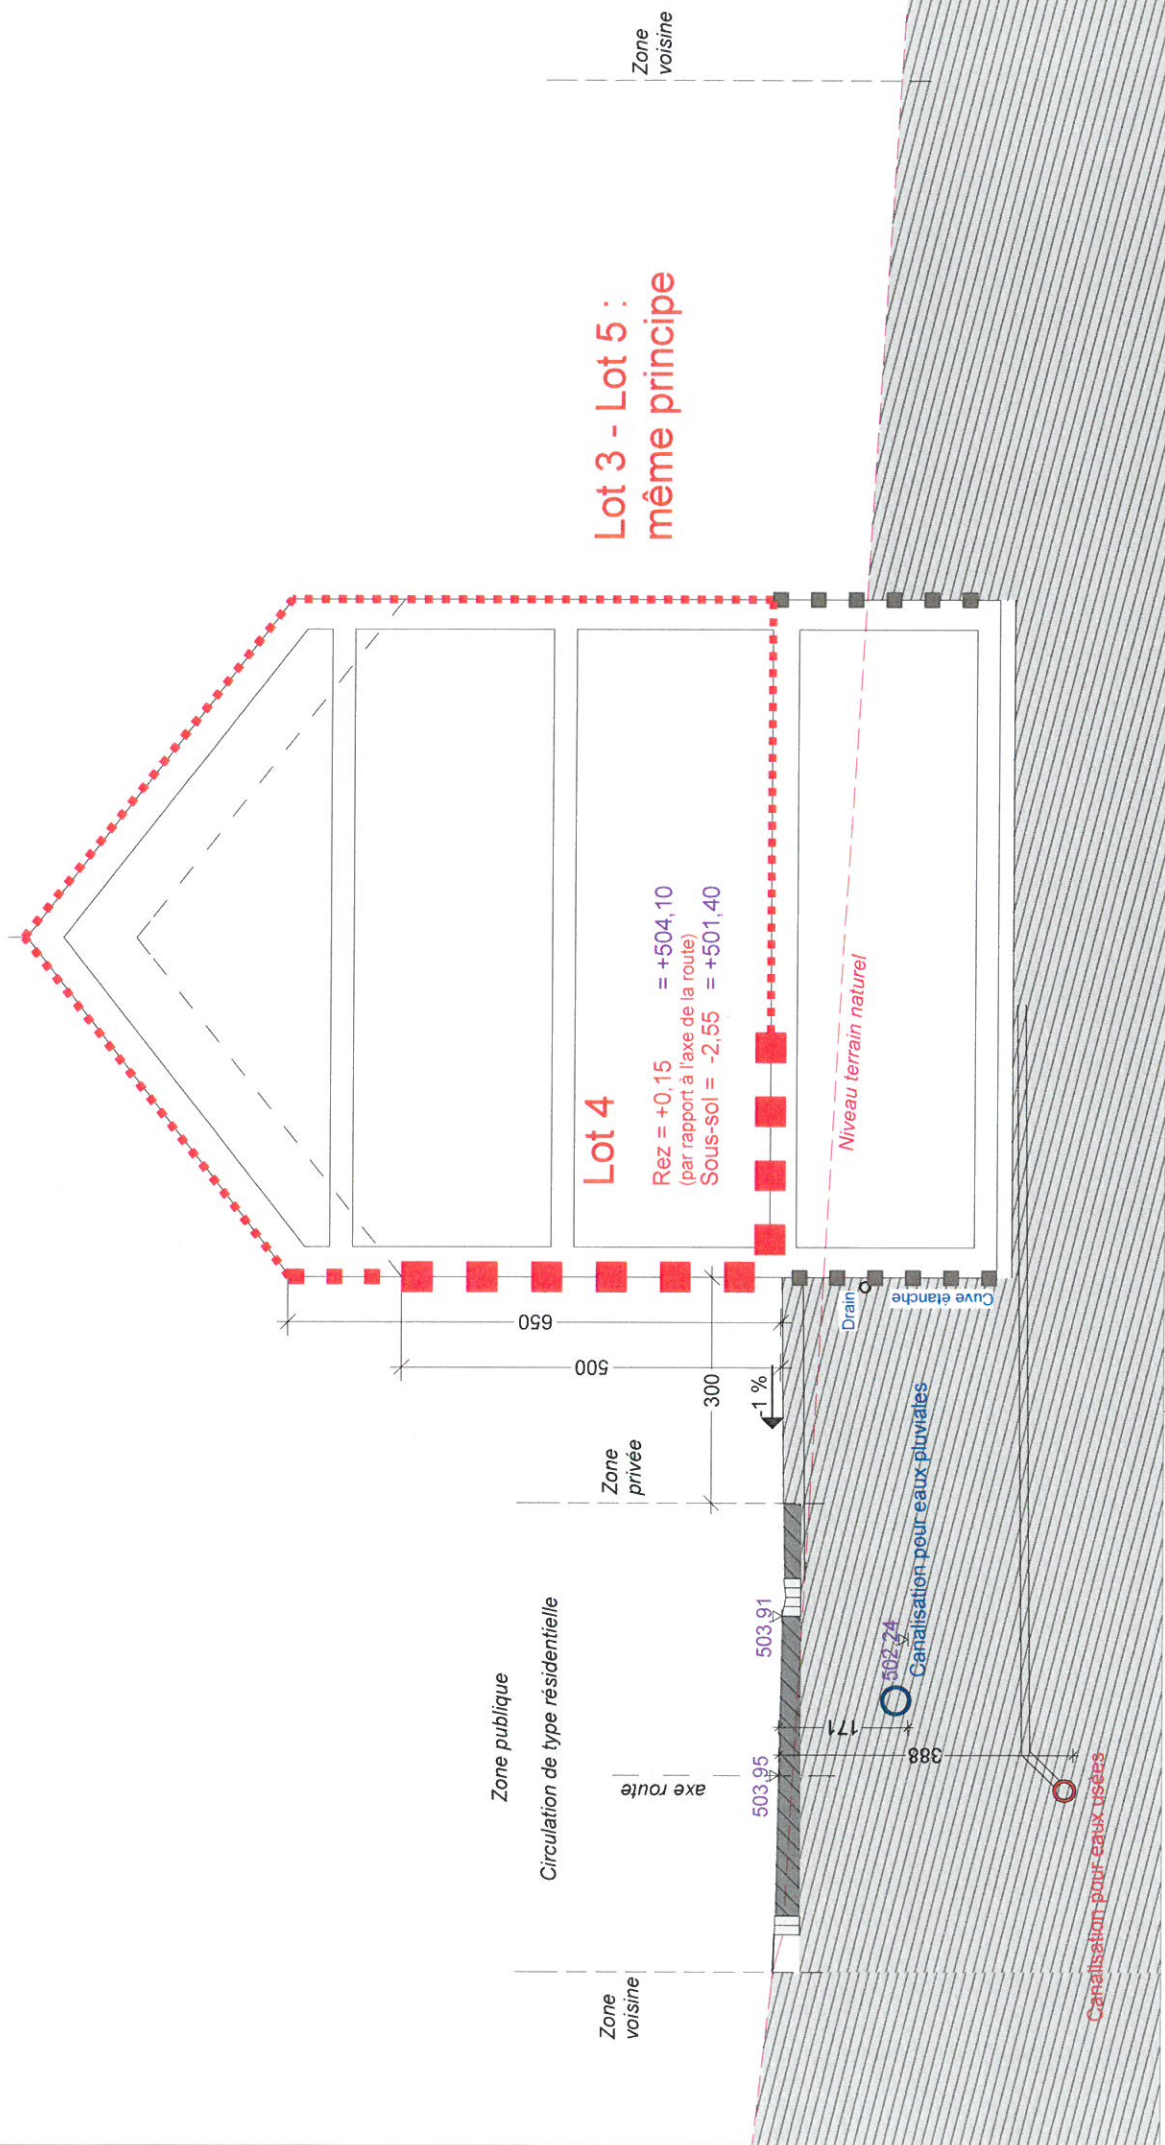 Zone
voisine
Zone publique
Circulation de type résidentielle
axe route
503,95
503,91
Zone
privée
300
-1 %
500
650
Lot 4
Rez = +0,15 = +504,10
(par rapport à l'axe de la route)
Sous-sol = -2,55 = +501,40
Lot 3 - Lot 5 :
même principe
Zone
voisine
Niveau terrain naturel
Drain
Cuve étanche
171
388
502,24
Canalisation pour eaux pluviales
Canalisation pour eaux usées